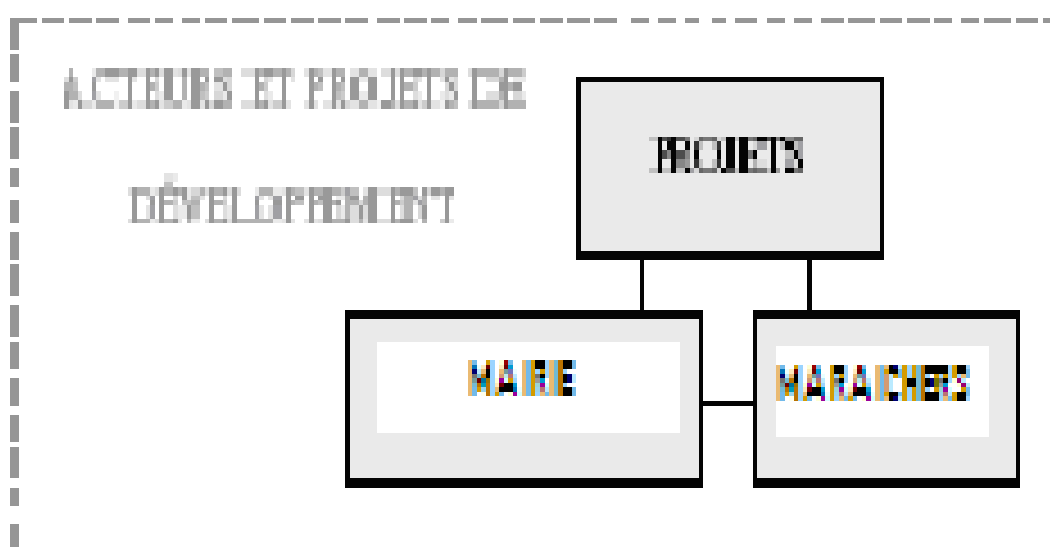 ACTEURS ET PROJETS DE
DÉVELOPPEMENT
PROJETS
MAIRIE
MARAICHERS